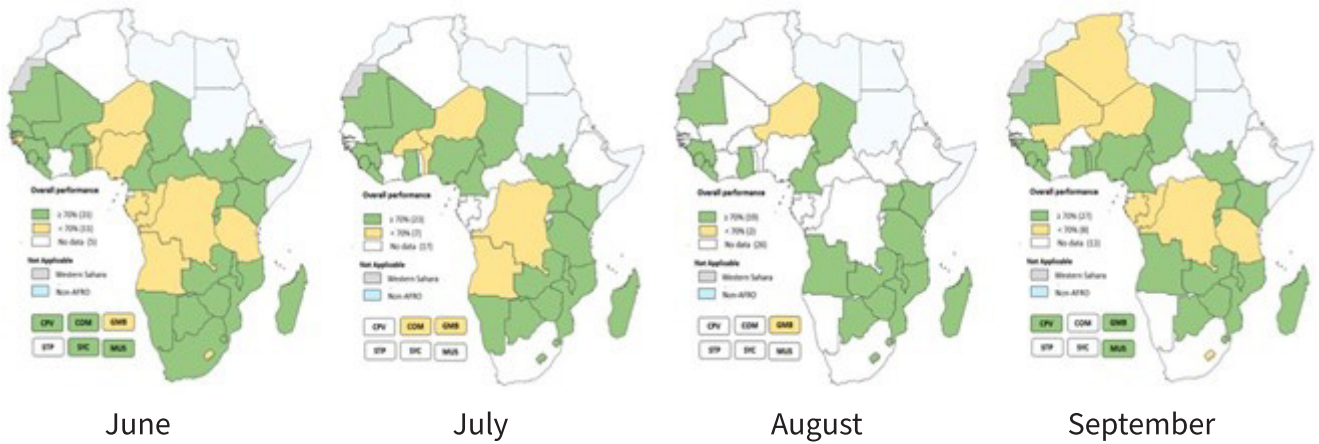 Overall performance
≥ 70% (31)
< 70% (11)
No data (5)
Not Applicable
Western Sahara
Non-AFRO
CPV COM GMB
STP SYC MUS
June
Overall performance
≥ 70% (23)
< 70% (7)
No data (17)
Not Applicable
Western Sahara
Non-AFRO
CPV COM GMB
STP SYC MUS
July
Overall performance
≥ 70% (19)
< 70% (2)
No data (26)
Not Applicable
Western Sahara
Non-AFRO
CPV COM GMB
STP SYC MUS
August
Overall performance
≥ 70% (27)
< 70% (8)
No data (12)
Not Applicable
Western Sahara
Non-AFRO
CPV COM GMB
STP SYC MUS
September